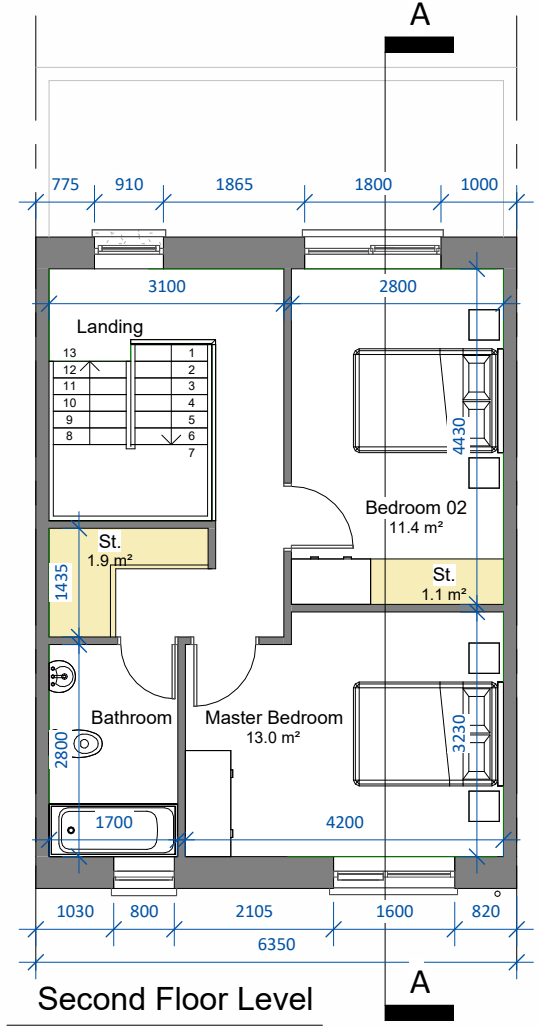 A
775 910 1865 1800 1000
3100 2800
Landing
13 1
12 2
11 3
10 4
9 5
8 6
7
4430
Bedroom 02
11.4 m²
St.
1.9 m²
1435
St.
1.1 m²
Bathroom
Master Bedroom
13.0 m²
2800
3230
1700 4200
1030 800 2105 1600 820
6350
A
Second Floor Level